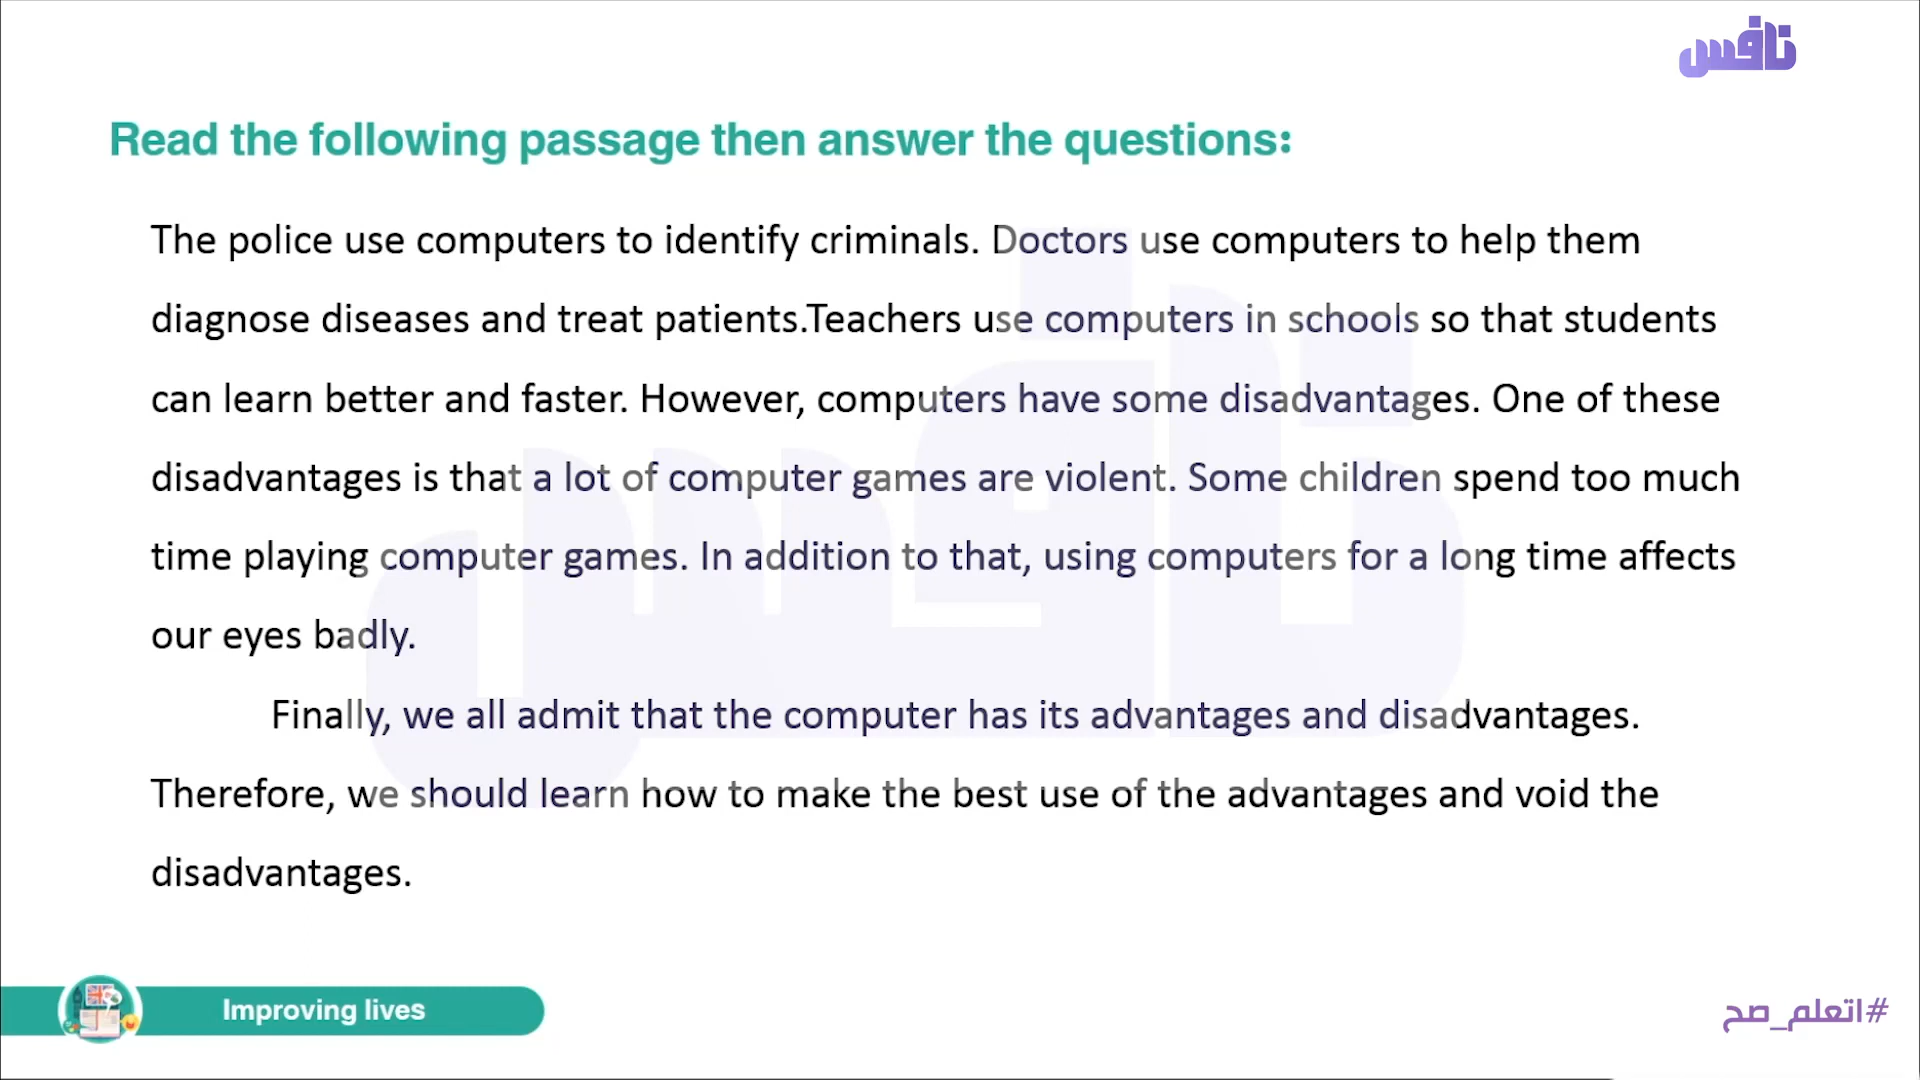 نافس
Read the following passage then answer the questions:
The police use computers to identify criminals. Doctors use computers to help them
diagnose diseases and treat patients.Teachers use computers in schools so that students
can learn better and faster. However, computers have some disadvantages. One of these
disadvantages is that a lot of computer games are violent. Some children spend too much
time playing computer games. In addition to that, using computers for a long time affects
our eyes badly.
Finally, we all admit that the computer has its advantages and disadvantages.
Therefore, we should learn how to make the best use of the advantages and void the
disadvantages.
Improving lives
#اتعلم_صح